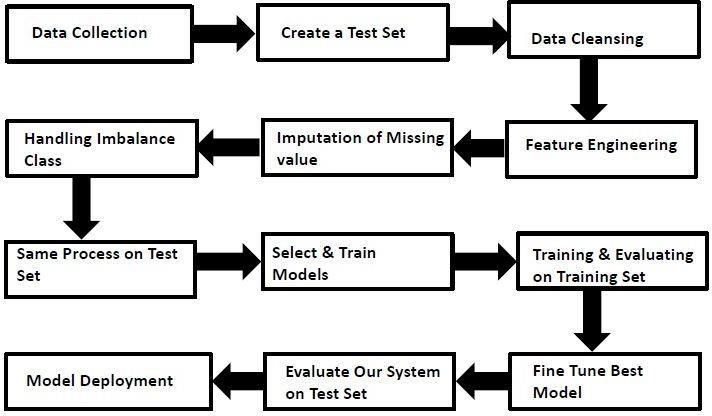 Data Collection
Create a Test Set
Data Cleansing
Feature Engineering
Imputation of Missing
value
Handling Imbalance
Class
Same Process on Test
Set
Select & Train
Models
Training & Evaluating
on Training Set
Fine Tune Best
Model
Evaluate Our System
on Test Set
Model Deployment